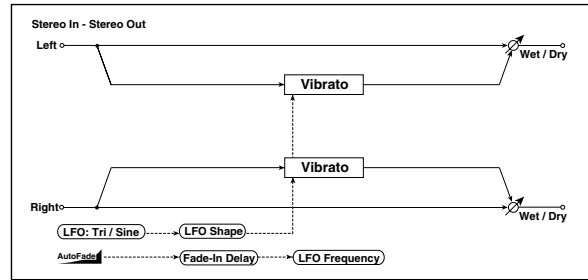 Stereo In - Stereo Out
Left
Wet / Dry
Vibrato
Vibrato
Right
Wet / Dry
LFO: Tri / Sine
LFO Shape
AutoFade
Fade-In Delay
LFO Frequency